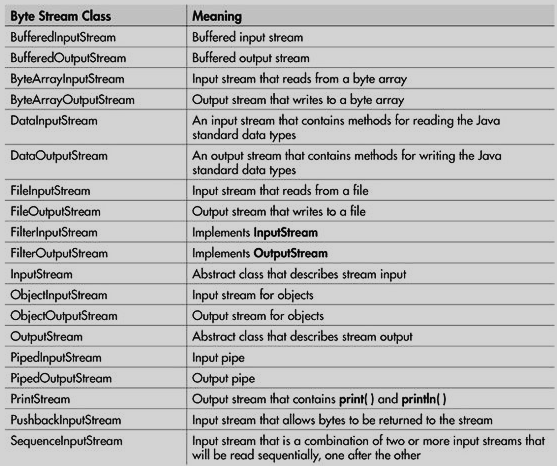 Byte Stream Class Meaning
BufferedInputStream Buffered input stream
BufferedOutputStream Buffered output stream
ByteArrayInputStream Input stream that reads from a byte array
ByteArrayOutputStream Output stream that writes to a byte array
DataInputStream An input stream that contains methods for reading the Java
standard data types
DataOutputStream An output stream that contains methods for writing the Java
standard data types
FileInputStream Input stream that reads from a file
FileOutputStream Output stream that writes to a file
FilterInputStream Implements InputStream
FilterOutputStream Implements OutputStream
InputStream Abstract class that describes stream input
ObjectInputStream Input stream for objects
ObjectOutputStream Output stream for objects
OutputStream Abstract class that describes stream output
PipedInputStream Input pipe
PipedOutputStream Output pipe
PrintStream Output stream that contains print( ) and println( )
PushbackInputStream Input stream that allows bytes to be returned to the stream
SequenceInputStream Input stream that is a combination of two or more input streams that
will be read sequentially, one after the other